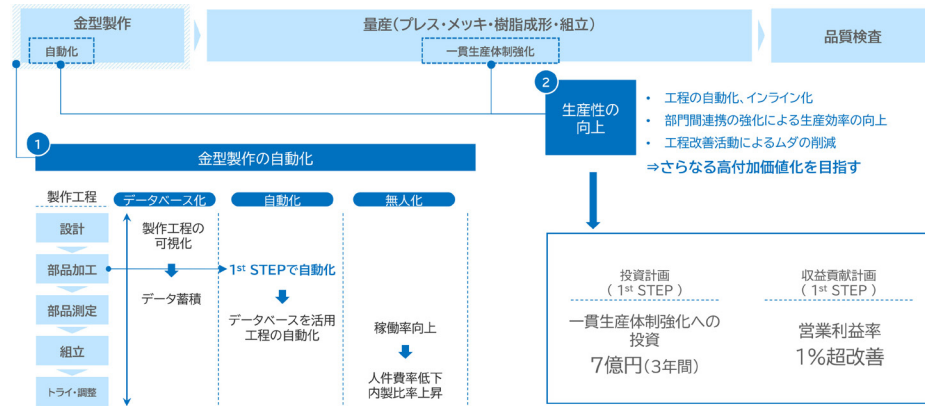 金型製作
自動化
量産(プレス・メッキ・樹脂成形・組立)
一貫生産体制強化
品質検査
2
生産性の
向上
• 工程の自動化、インライン化
• 部門間連携の強化による生産効率の向上
• 工程改善活動によるムダの削減
⇒さらなる高付加価値化を目指す
1
金型製作の自動化
製作工程
データベース化
自動化
無人化
設計
部品加工
部品測定
組立
トライ・調整
製作工程の
可視化
データ蓄積
1st STEPで自動化
データベースを活用
工程の自動化
稼働率向上
人件費率低下
内製比率上昇
投資計画
( 1st STEP )
一貫生産体制強化への
投資
7億円(3年間)
収益貢献計画
( 1st STEP )
営業利益率
1%超改善